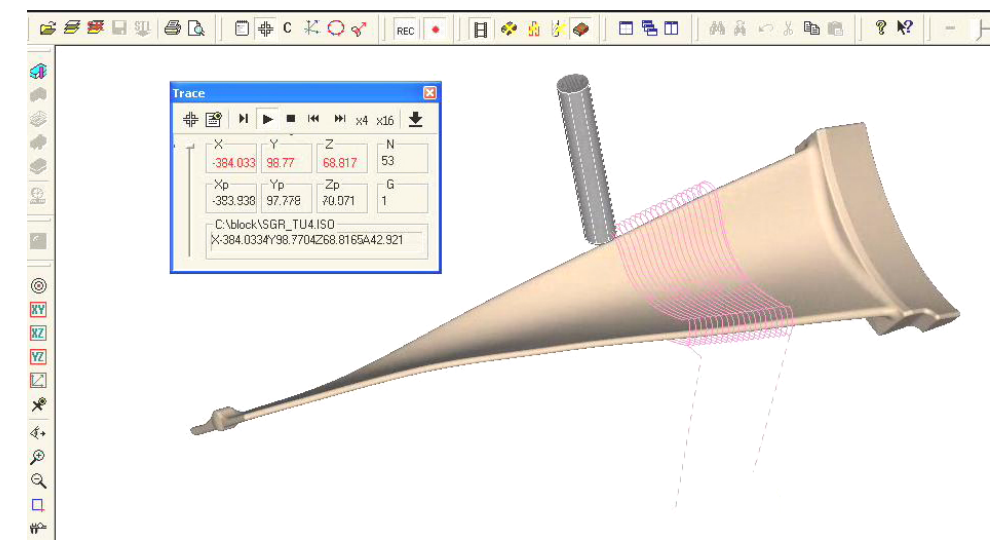 STL C REC
Trace
x4 x16
X Y Z N
-384.033 98.77 68.817 53
Xp Yp Zp G
-383.938 97.778 70.071 1
C:\block\SGR_TU4.ISO
X-384.0334Y98.7704Z68.8165A42.921
XY
XZ
YZ